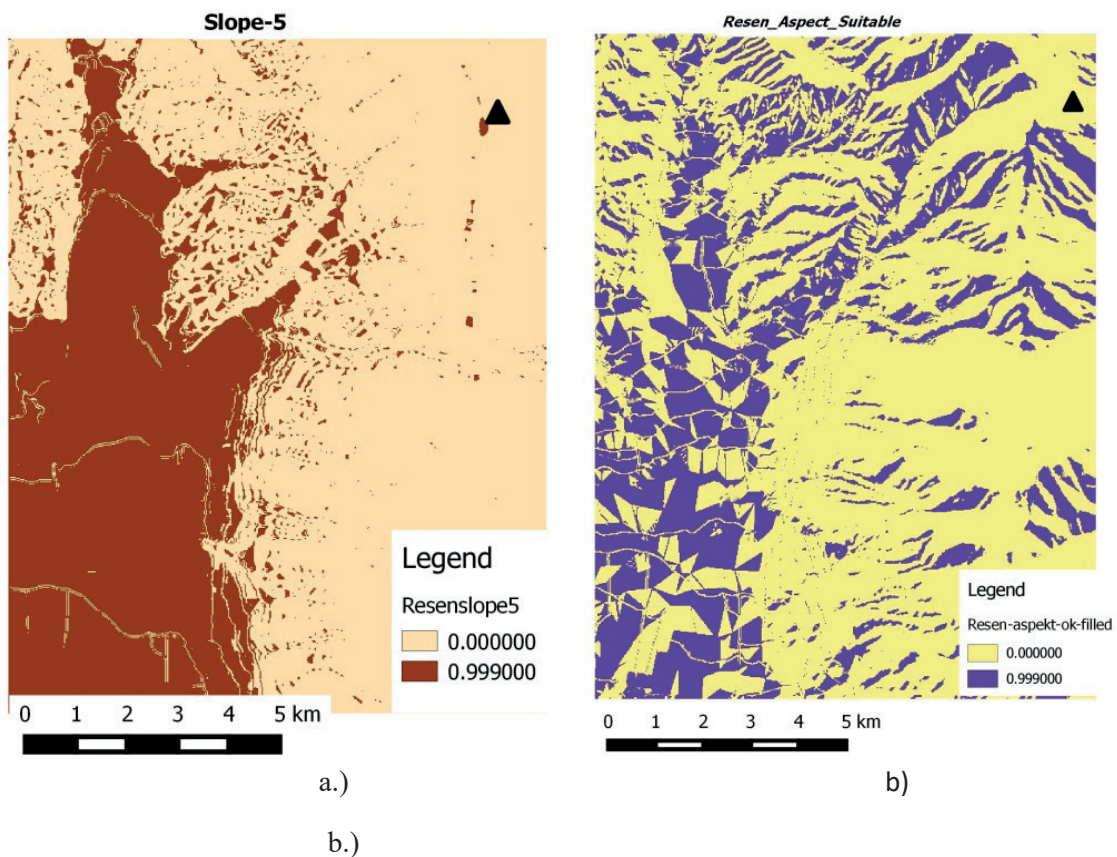 Slope-5
Legend
Resenslope5
0.000000
0.999000
0 1 2 3 4 5 km
a.)
Resen_Aspect_Suitable
Legend
Resen-aspekt-ok-filled
0.000000
0.999000
0 1 2 3 4 5 km
b)
b.)